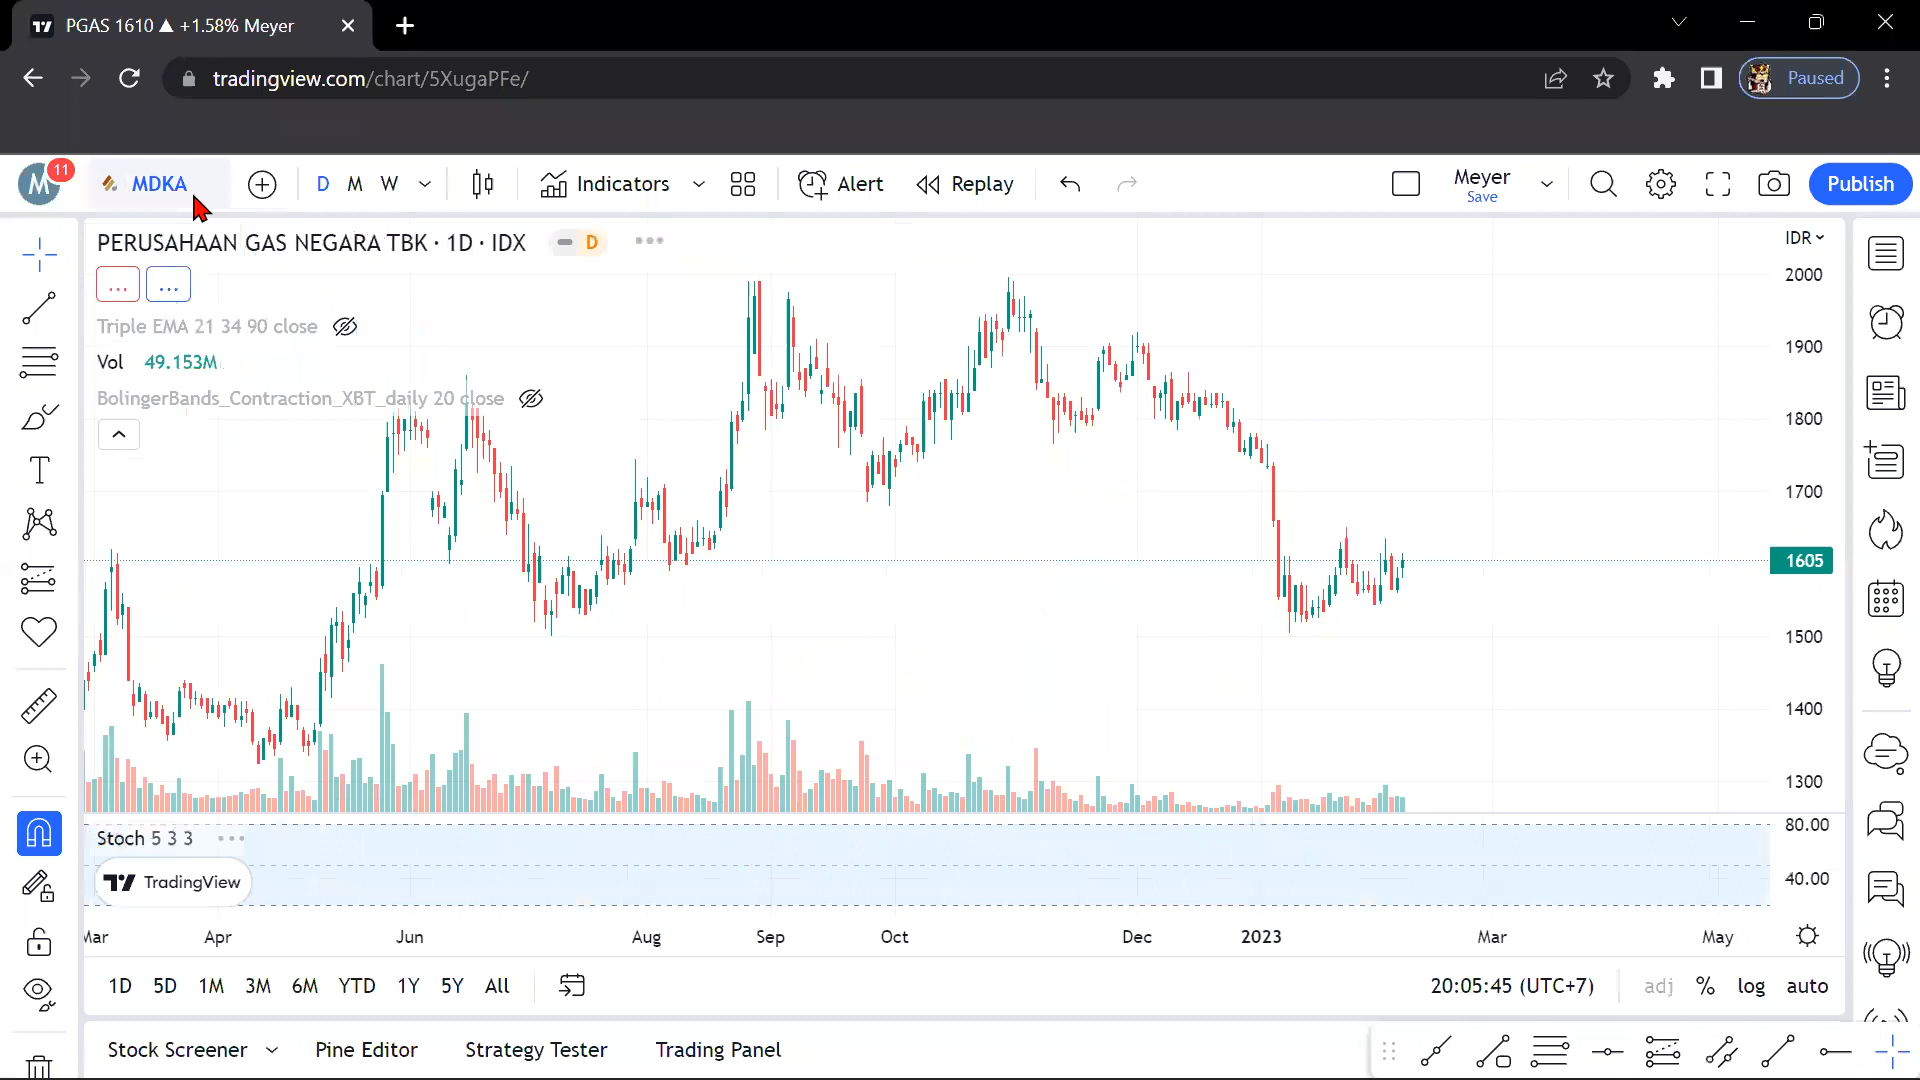 PGAS 1610 ▲ +1.58% Meyer
tradingview.com/chart/5XugaPFe/
Paused
M 11 MDKA D M W Indicators Alert Replay Meyer Save Publish
PERUSAHAAN GAS NEGARA TBK · 1D · IDX D
IDR
... ...
Triple EMA 21 34 90 close
Vol 49.153M
BolingerBands_Contraction_XBT_daily 20 close
2000
1900
1800
1700
1605
1500
1400
1300
Stoch 5 3 3
80.00
TradingView
40.00
Mar Apr Jun Aug Sep Oct Dec 2023 Mar May
1D 5D 1M 3M 6M YTD 1Y 5Y All
20:05:45 (UTC+7) adj % log auto
Stock Screener Pine Editor Strategy Tester Trading Panel